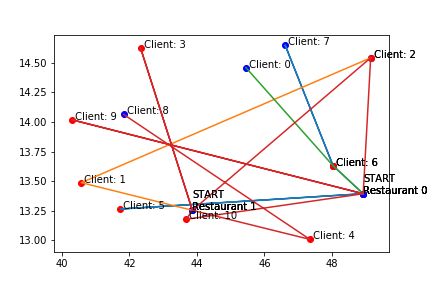 14.50
14.25
14.00
13.75
13.50
13.25
13.00
Client: 7
Client: 3
Client: 2
Client: 0
Client: 8
Client: 9
Client: 6
Client: 1
START
Restaurant 0
START
Restaurant 1
Client: 5
Client: 10
Client: 4
40
42
44
46
48